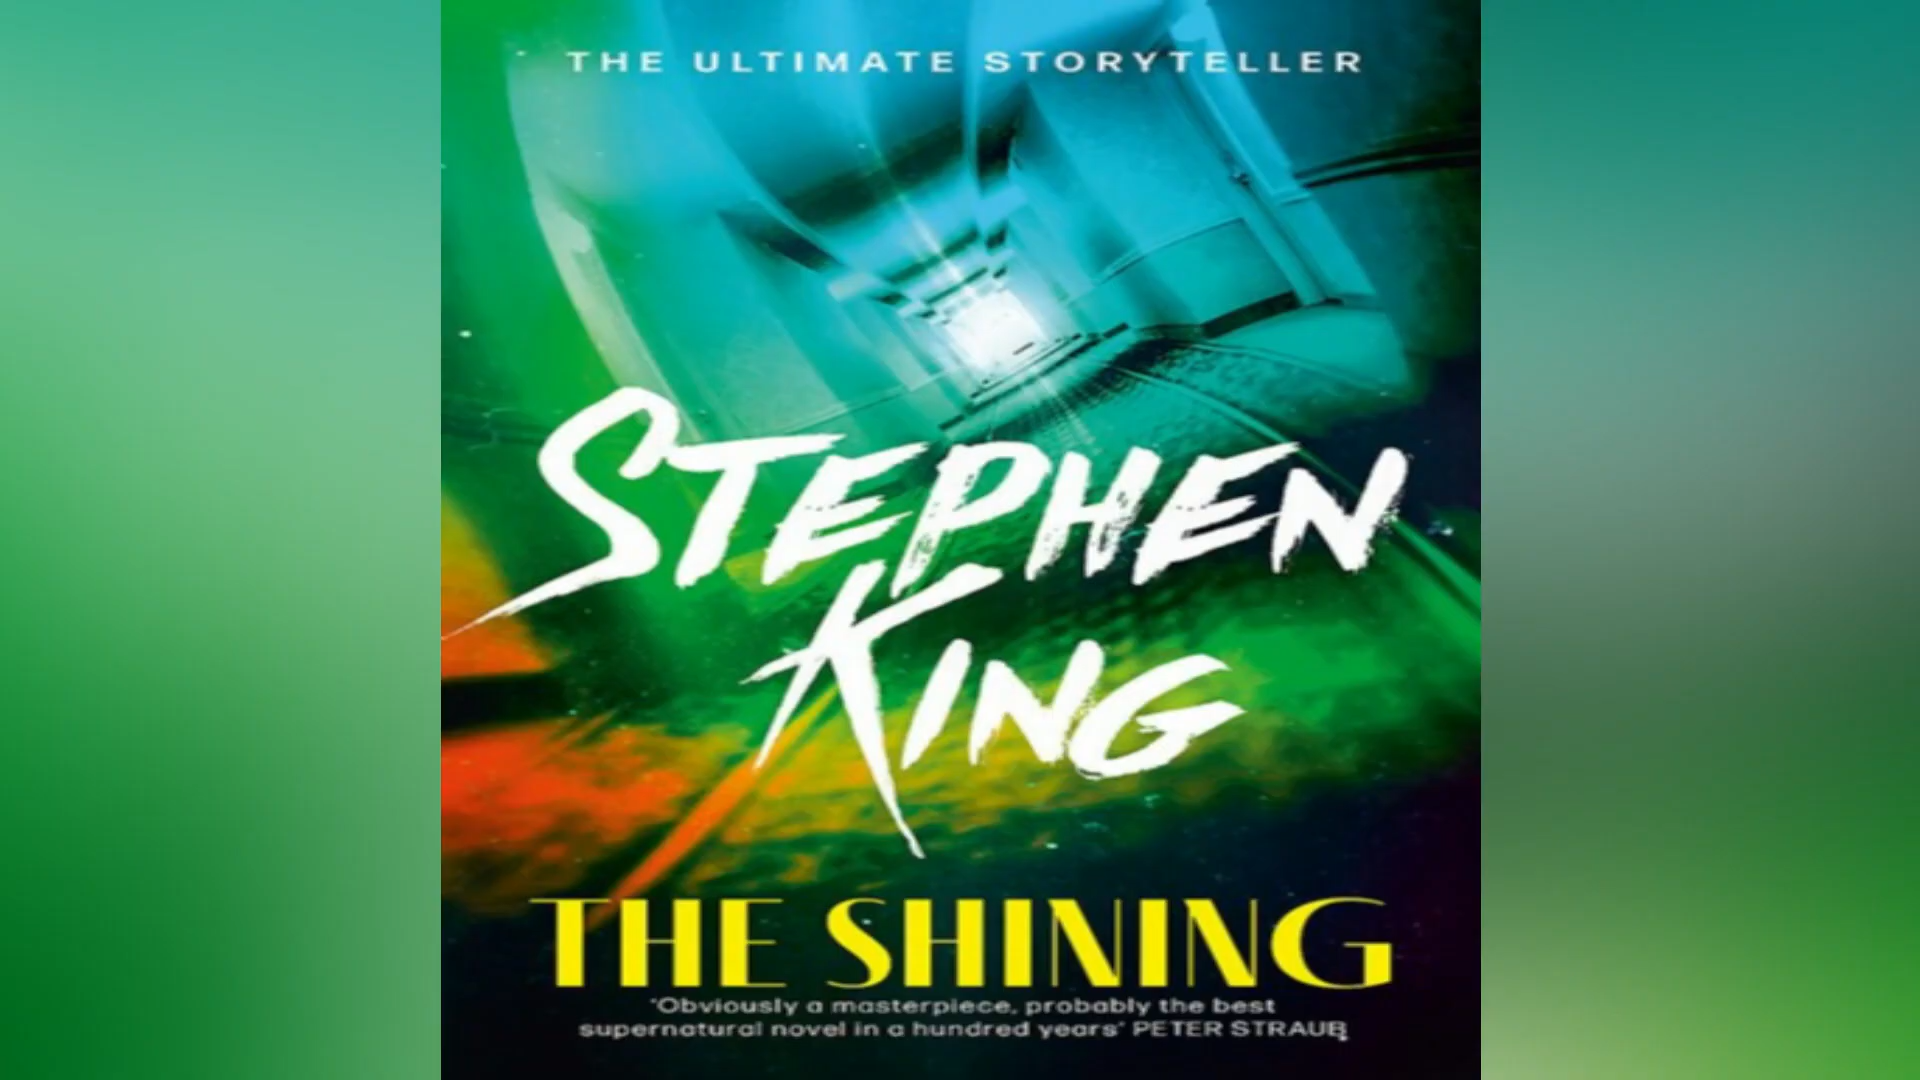 THE ULTIMATE STORYTELLER
STEPHEN
KING
THE SHINING
'Obviously a masterpiece, probably the best
supernatural novel in a hundred years' PETER STRAUB